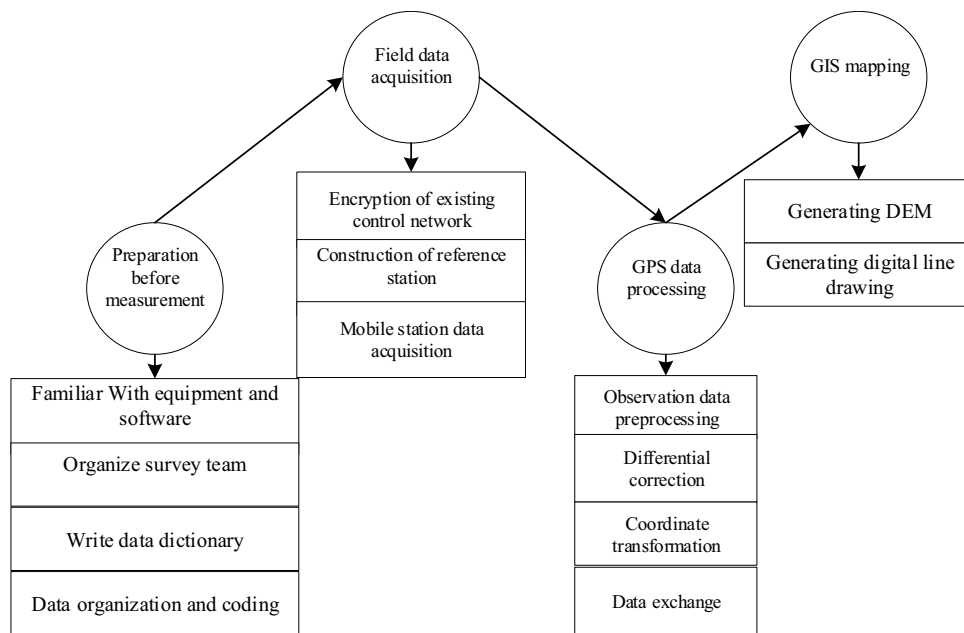 Field data
acquisition
GIS mapping
Preparation
before
measurement
GPS data
processing
Encryption of existing
control network
Construction of reference
station
Mobile station data
acquisition
Generating DEM
Generating digital line
drawing
Familiar With equipment and
software
Organize survey team
Write data dictionary
Data organization and coding
Observation data
preprocessing
Differential
correction
Coordinate
transformation
Data exchange